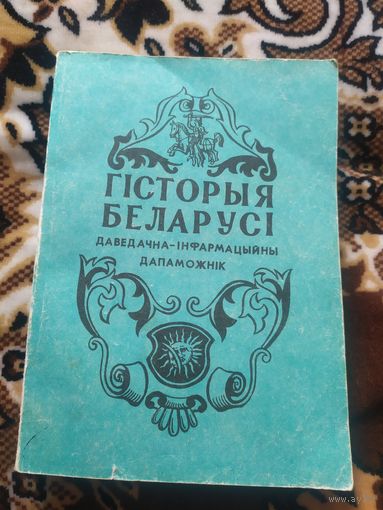 ГІСТОРЫЯ
БЕЛАРУСІ
ДАВЕДАЧНА-ІНФАРМАЦЫЙНЫ
ДАПАМОЖНІК